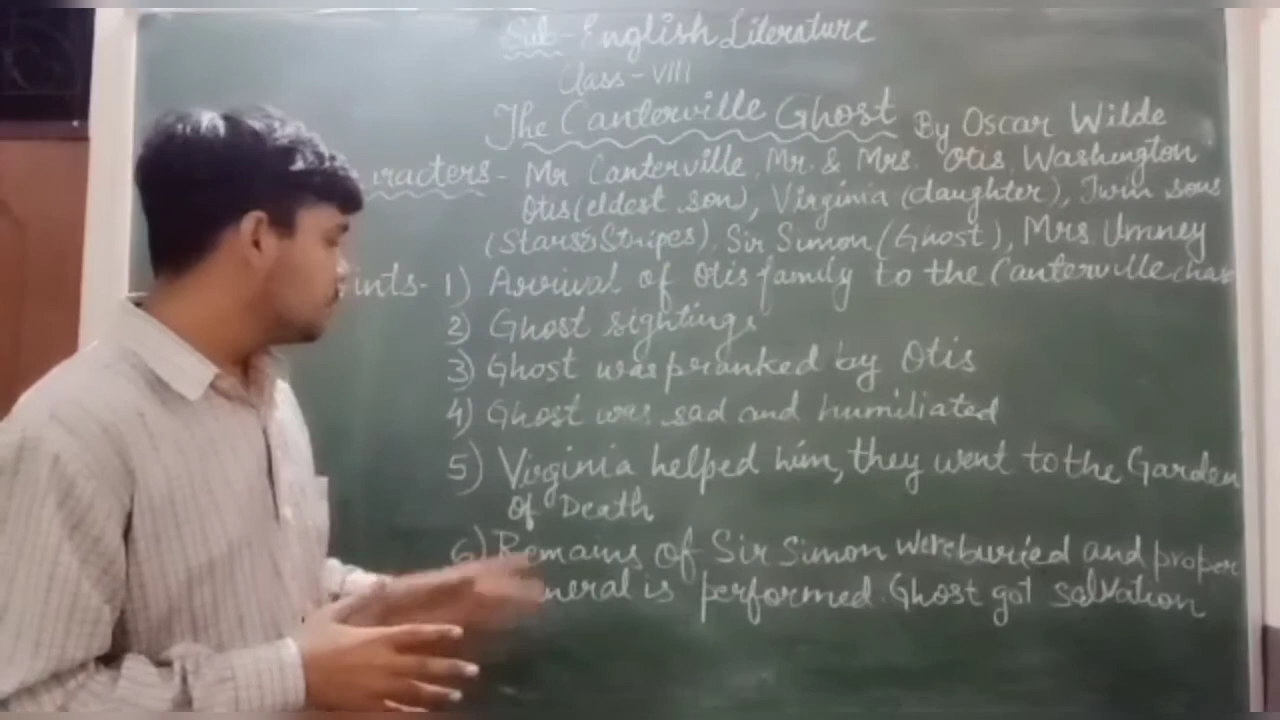 Sub - English Literature
Class - VIII
The Canterville Ghost By Oscar Wilde
racters - Mr Canterville, Mr. & Mrs. Otis, Washington
Otis (eldest son), Virginia (daughter), Twin sons
(Stars & Stripes), Sir Simon (Ghost), Mrs Umney
ints - 1) Arrival of Otis family to the Canterville chase
2) Ghost sightings
3) Ghost was pranked by Otis
4) Ghost was sad and humiliated
5) Virginia helped him, they went to the Garden
of Death
6) Remains of Sir Simon were buried and proper
uneral is performed. Ghost got salvation